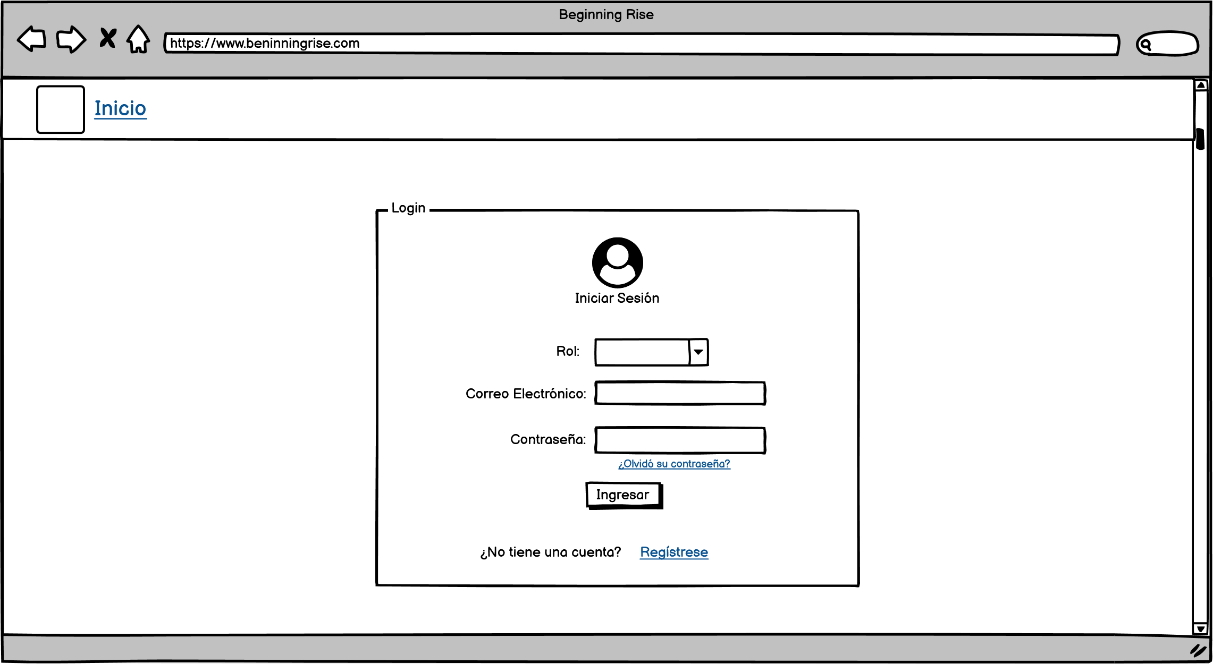 Beginning Rise
https://www.beninningrise.com
Inicio
Login
Iniciar Sesión
Rol:
Correo Electrónico:
Contraseña:
¿Olvidó su contraseña?
Ingresar
¿No tiene una cuenta? Regístrese